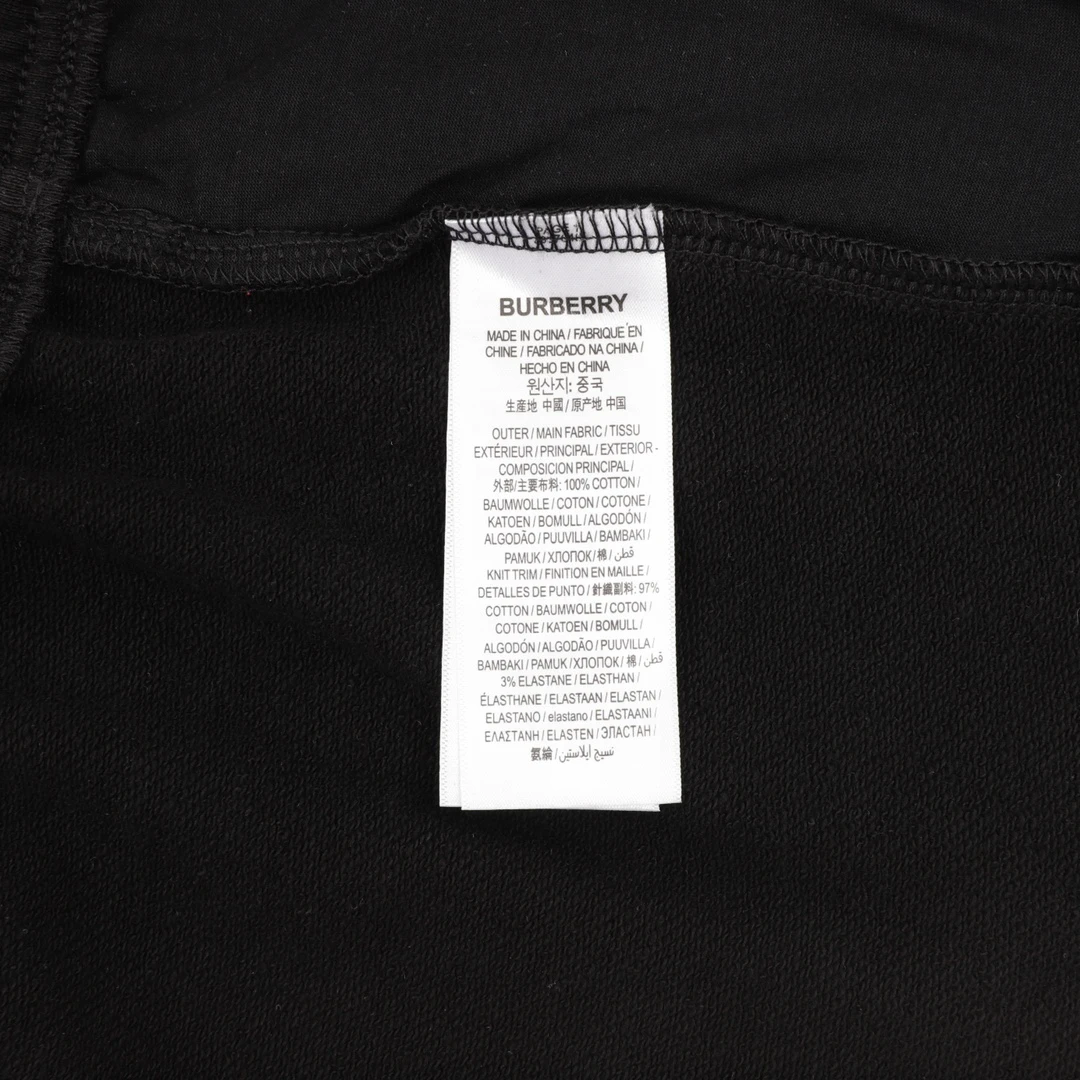 PAGE 1
BURBERRY
MADE IN CHINA / FABRIQUE EN
CHINE / FABRICADO NA CHINA /
HECHO EN CHINA
원산지: 중국
生産地 中國 / 原产地 中国
OUTER / MAIN FABRIC / TISSU
EXTÉRIEUR / PRINCIPAL / EXTERIOR -
COMPOSICION PRINCIPAL /
外部/主要布料: 100% COTTON /
BAUMWOLLE / COTON / COTONE /
KATOEN / BOMULL / ALGODÓN /
ALGODÃO / PUUVILLA / BAMBAKI /
PAMUK / ХЛОПОК / 棉 / قطن
KNIT TRIM / FINITION EN MAILLE /
DETALLES DE PUNTO / 針織副料: 97%
COTTON / BAUMWOLLE / COTON /
COTONE / KATOEN / BOMULL /
ALGODÓN / ALGODÃO / PUUVILLA /
BAMBAKI / PAMUK / ХЛОПОК / 棉 / قطن
3% ELASTANE / ELASTHAN /
ÉLASTHANE / ELASTAAN / ELASTAN /
ELASTANO / elastano / ELASTAANI /
ΕΛΑΣΤΑΝΗ / ELASTEN / ЭЛАСТАН /
氨綸 / نسيج إيلاستين